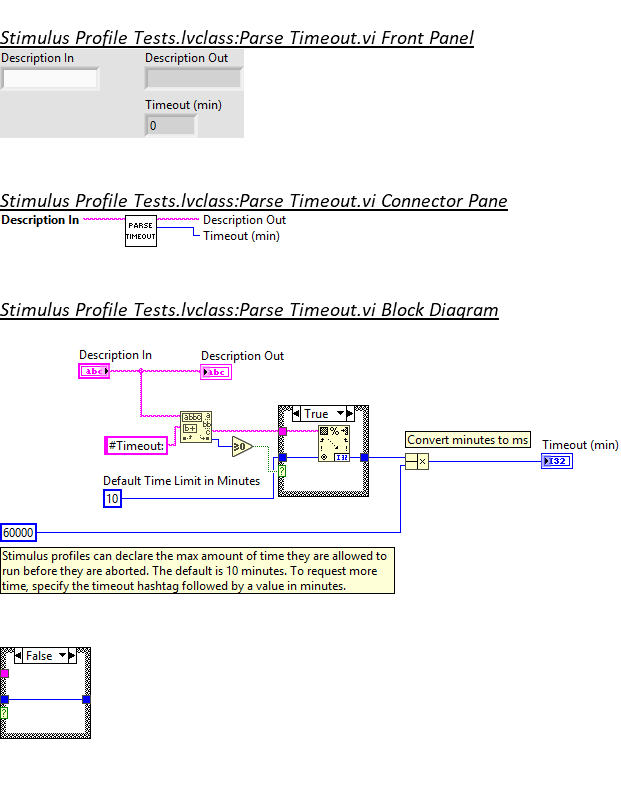 Stimulus Profile Tests.lvclass:Parse Timeout.vi Front Panel
Description In
Description Out
Timeout (min)
0
Stimulus Profile Tests.lvclass:Parse Timeout.vi Connector Pane
Description In
PARSE
TIMEOUT
Description Out
Timeout (min)
Stimulus Profile Tests.lvclass:Parse Timeout.vi Block Diagram
Description In
Description Out
abc
abc
#Timeout:
≥0
True
%
I32
?
Convert minutes to ms
x
Timeout (min)
I32
Default Time Limit in Minutes
10
60000
Stimulus profiles can declare the max amount of time they are allowed to
run before they are aborted. The default is 10 minutes. To request more
time, specify the timeout hashtag followed by a value in minutes.
False
?